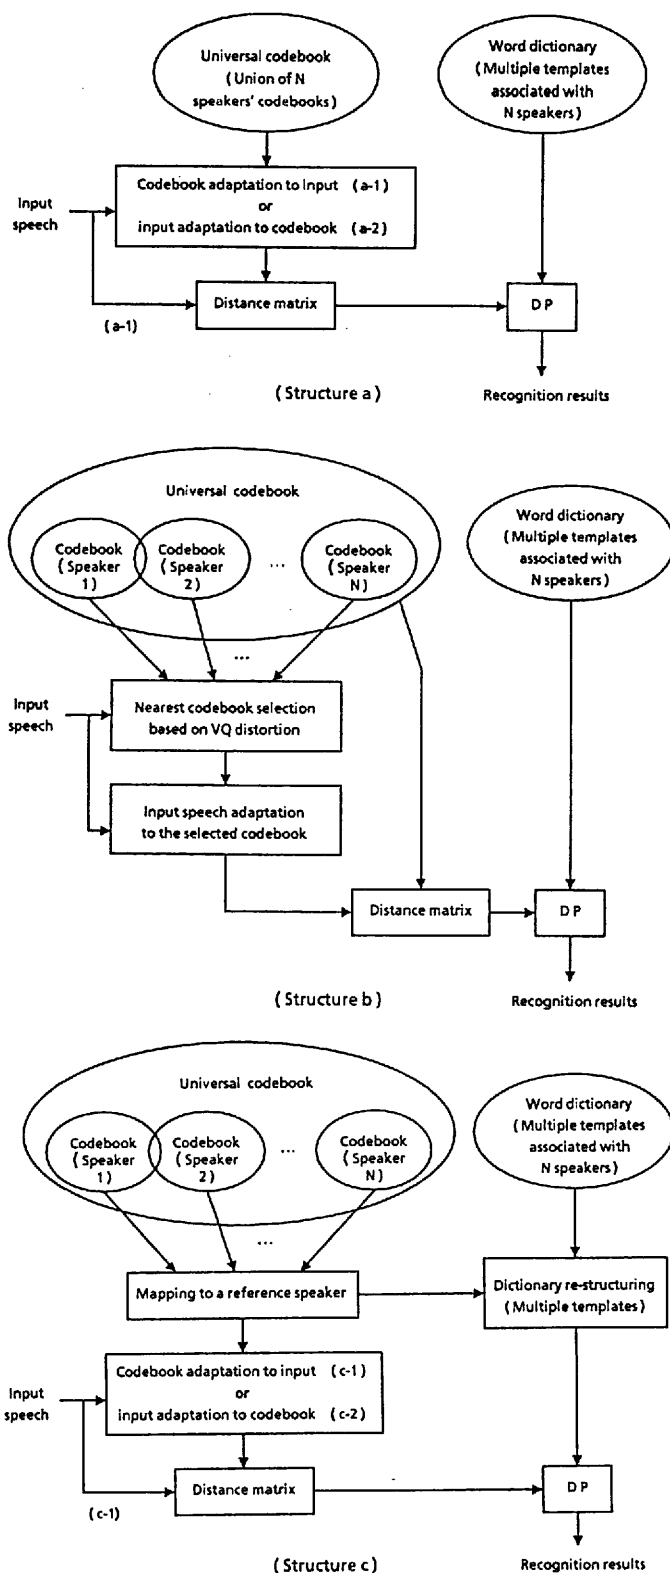 Universal codebook
( Union of N
speakers' codebooks )
Word dictionary
( Multiple templates
associated with
N speakers )
Input
speech
Codebook adaptation to Input ( a-1 )
or
input adaptation to codebook ( a-2 )
Distance matrix
D P
( a-1 )
( Structure a )
Recognition results
Universal codebook
Codebook
( Speaker
1 )
Codebook
( Speaker
2 )
...
Codebook
( Speaker
N )
Word dictionary
( Multiple templates
associated with
N speakers )
...
Input
speech
Nearest codebook selection
based on VQ distortion
Input speech adaptation
to the selected codebook
Distance matrix
D P
( Structure b )
Recognition results
Universal codebook
Codebook
( Speaker
1 )
Codebook
( Speaker
2 )
...
Codebook
( Speaker
N )
Word dictionary
( Multiple templates
associated with
N speakers )
...
Mapping to a reference speaker
Dictionary re-structuring
( Multiple templates )
Input
speech
Codebook adaptation to input ( c-1 )
or
input adaptation to codebook ( c-2 )
Distance matrix
D P
( c-1 )
( Structure c )
Recognition results